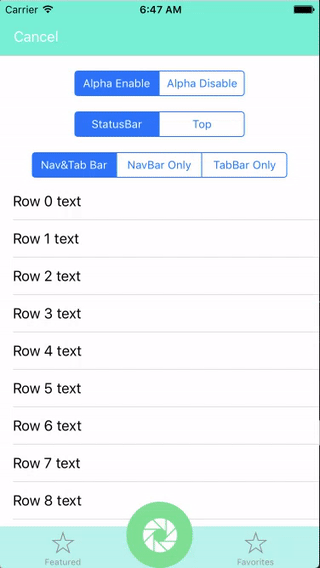 Carrier 6:47 AM
Cancel
Alpha Enable Alpha Disable
StatusBar Top
Nav&Tab Bar NavBar Only TabBar Only
Row 0 text
Row 1 text
Row 2 text
Row 3 text
Row 4 text
Row 5 text
Row 6 text
Row 7 text
Row 8 text
Featured Favorites